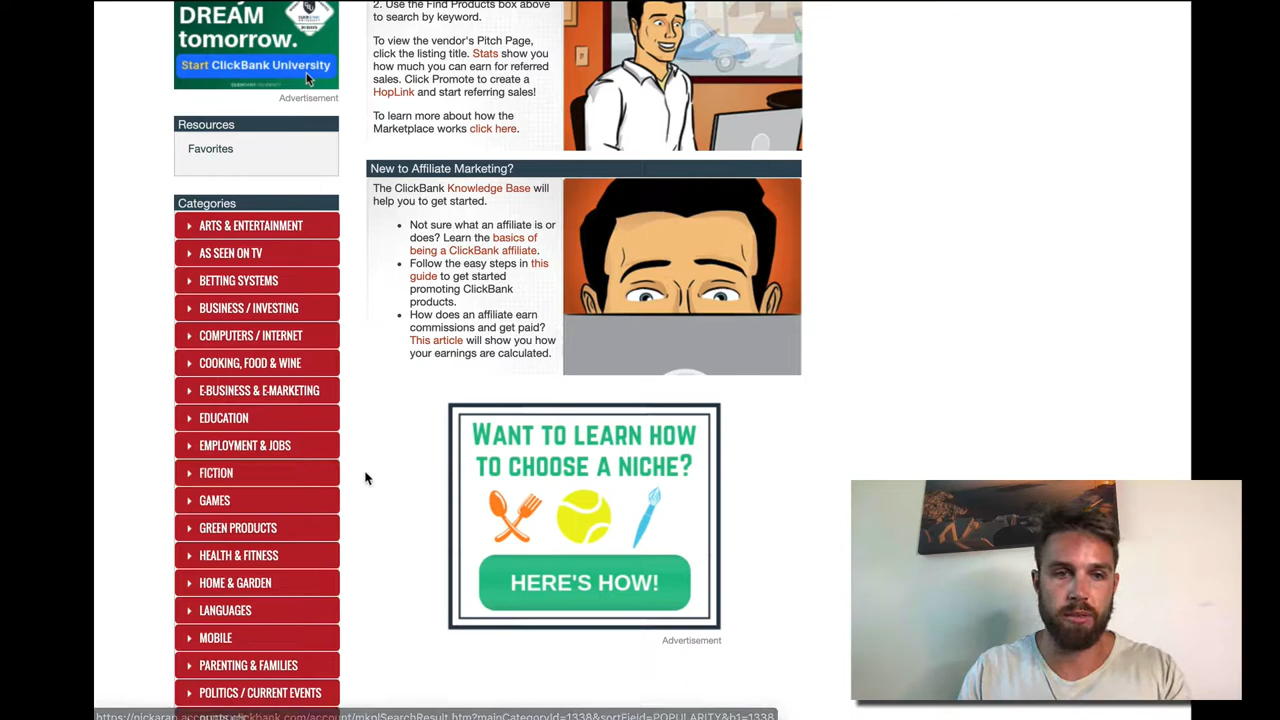 DREAM
tomorrow.
Start ClickBank University
Advertisement
Resources
Favorites
Categories
ARTS & ENTERTAINMENT
AS SEEN ON TV
BETTING SYSTEMS
BUSINESS / INVESTING
COMPUTERS / INTERNET
COOKING, FOOD & WINE
E-BUSINESS & E-MARKETING
EDUCATION
EMPLOYMENT & JOBS
FICTION
GAMES
GREEN PRODUCTS
HEALTH & FITNESS
HOME & GARDEN
LANGUAGES
MOBILE
PARENTING & FAMILIES
POLITICS / CURRENT EVENTS
2. Use the Find Products box above
to search by keyword.
To view the vendor's Pitch Page,
click the listing title. Stats show you
how much you can earn for referred
sales. Click Promote to create a
HopLink and start referring sales!
To learn more about how the
Marketplace works click here.
New to Affiliate Marketing?
The ClickBank Knowledge Base will
help you to get started.
Not sure what an affiliate is or
does? Learn the basics of
being a ClickBank affiliate.
Follow the easy steps in this
guide to get started
promoting ClickBank
products.
How does an affiliate earn
commissions and get paid?
This article will show you how
your earnings are calculated.
WANT TO LEARN HOW
TO CHOOSE A NICHE?
HERE'S HOW!
Advertisement